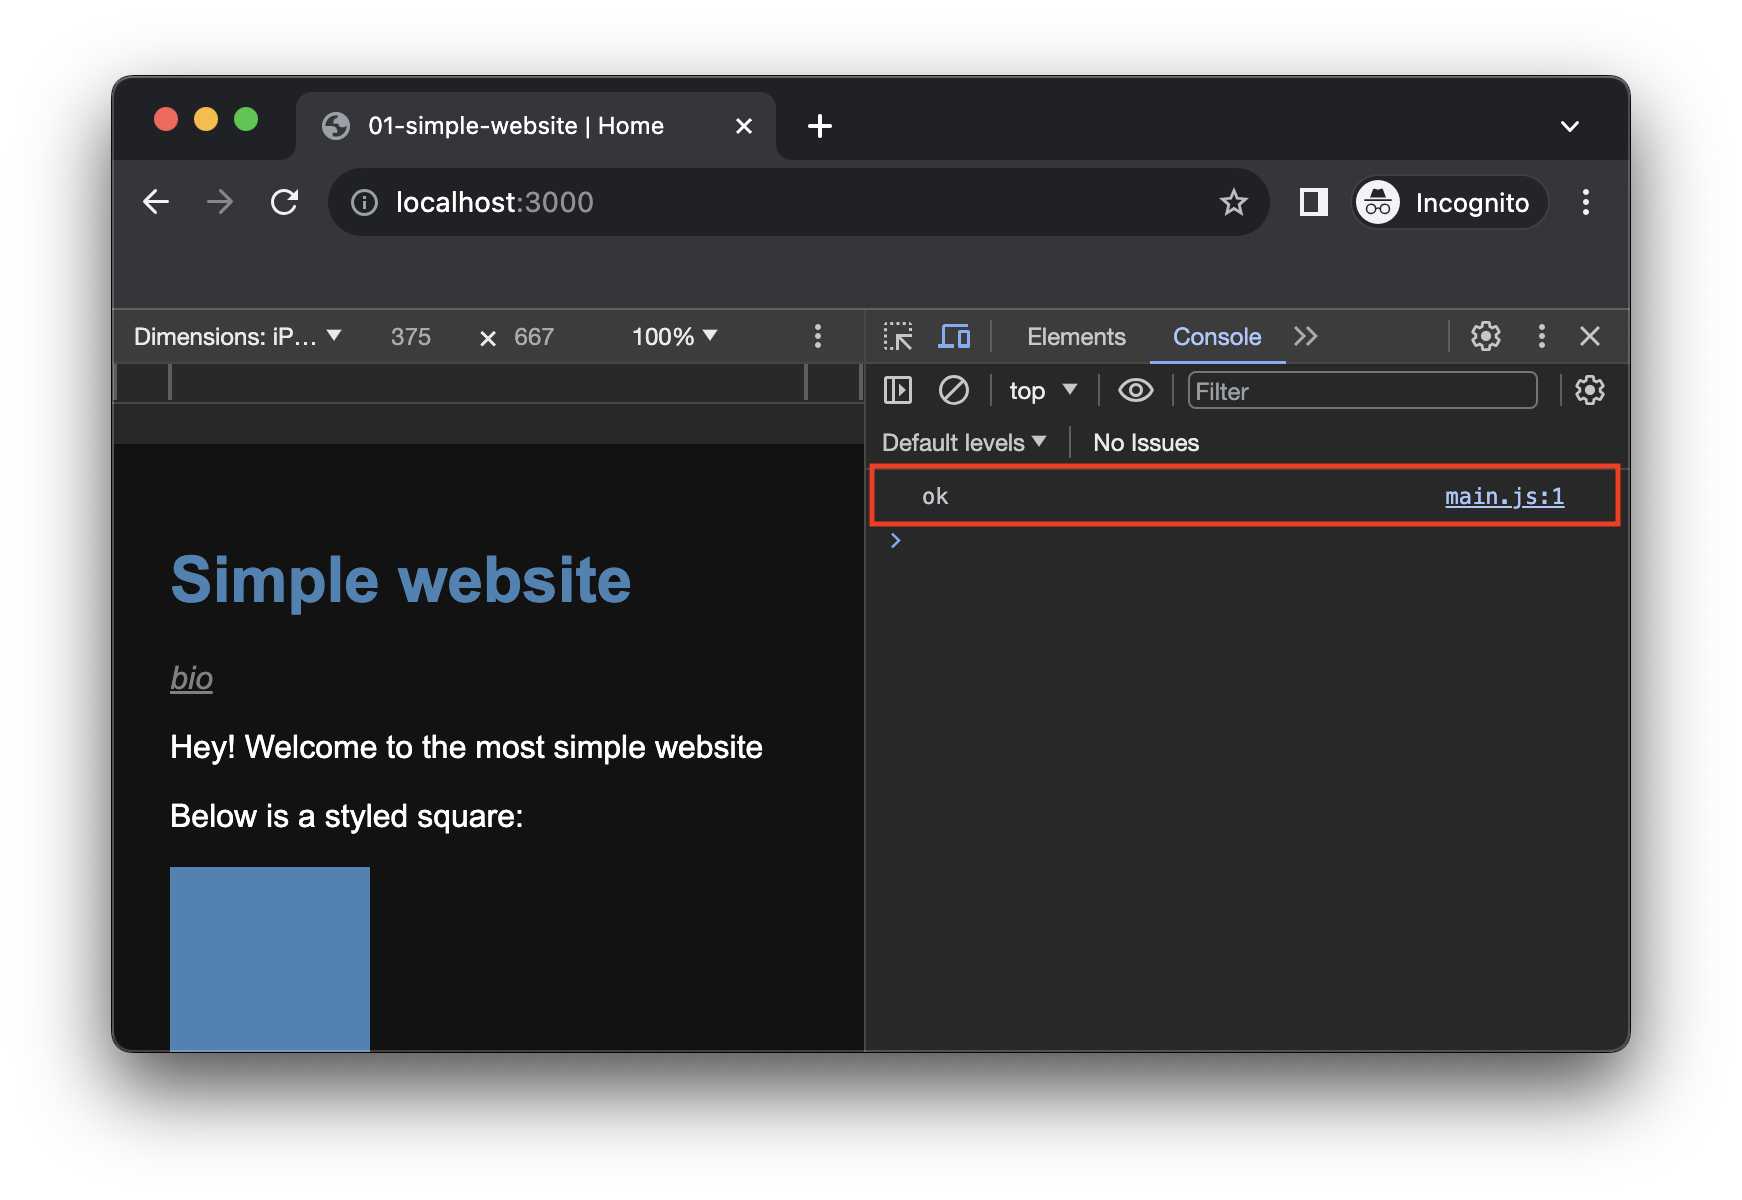 01-simple-website | Home
localhost:3000
Incognito
Dimensions: iP... 375 × 667 100%
Elements Console
top Filter
Default levels No Issues
ok main.js:1
Simple website
bio
Hey! Welcome to the most simple website
Below is a styled square: